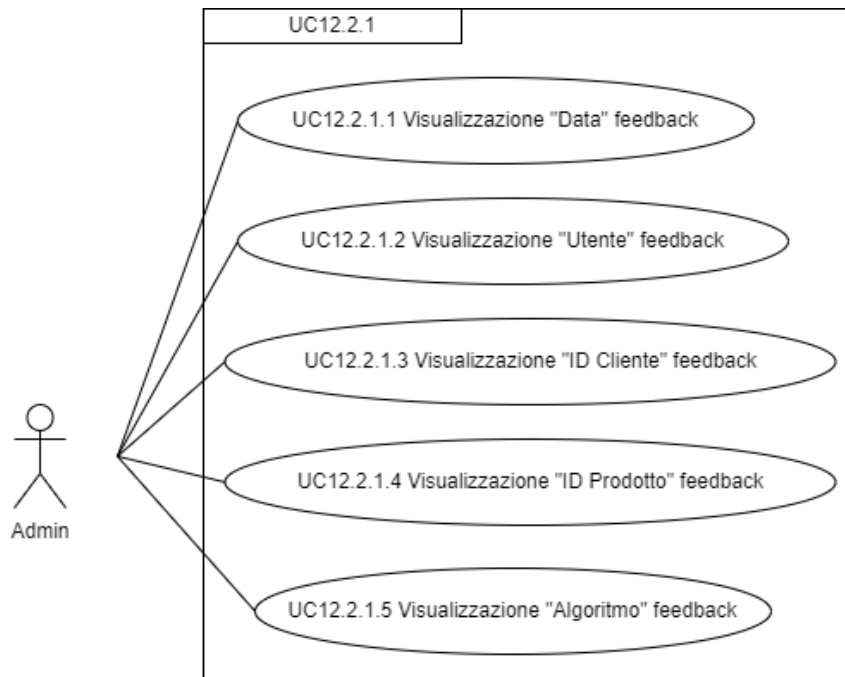 UC12.2.1
UC12.2.1.1 Visualizzazione "Data" feedback
UC12.2.1.2 Visualizzazione "Utente" feedback
UC12.2.1.3 Visualizzazione "ID Cliente" feedback
UC12.2.1.4 Visualizzazione "ID Prodotto" feedback
Admin
UC12.2.1.5 Visualizzazione "Algoritmo" feedback